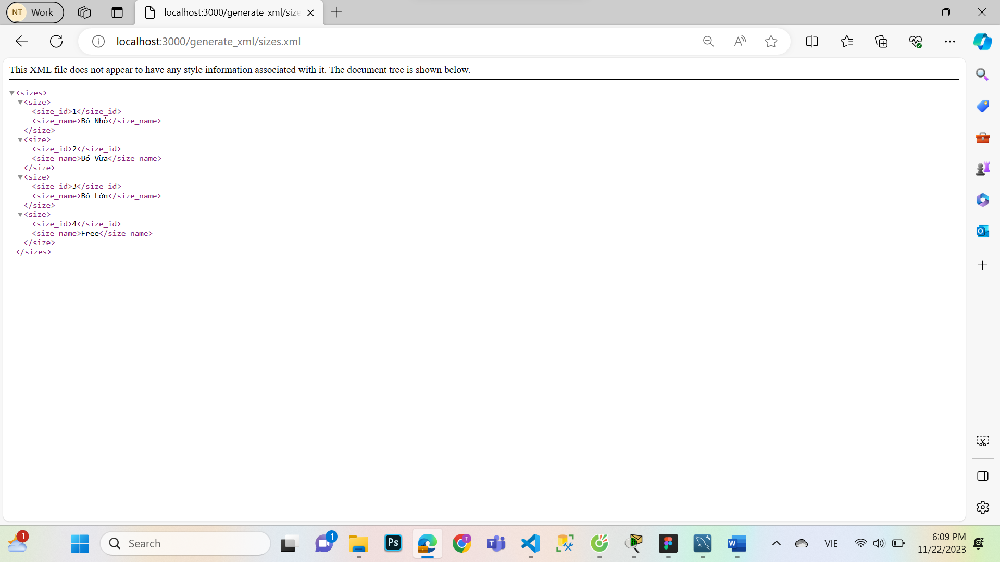 NT Work
localhost:3000/generate_xml/size
localhost:3000/generate_xml/sizes.xml
This XML file does not appear to have any style information associated with it. The document tree is shown below.
▼<sizes>
▼<size>
<size_id>1</size_id>
<size_name>Bó Nhỏ</size_name>
</size>
▼<size>
<size_id>2</size_id>
<size_name>Bó Vừa</size_name>
</size>
▼<size>
<size_id>3</size_id>
<size_name>Bó Lớn</size_name>
</size>
▼<size>
<size_id>4</size_id>
<size_name>Free</size_name>
</size>
</sizes>
1
Search
1
Ps
T
T
W
VIE
6:09 PM
11/22/2023